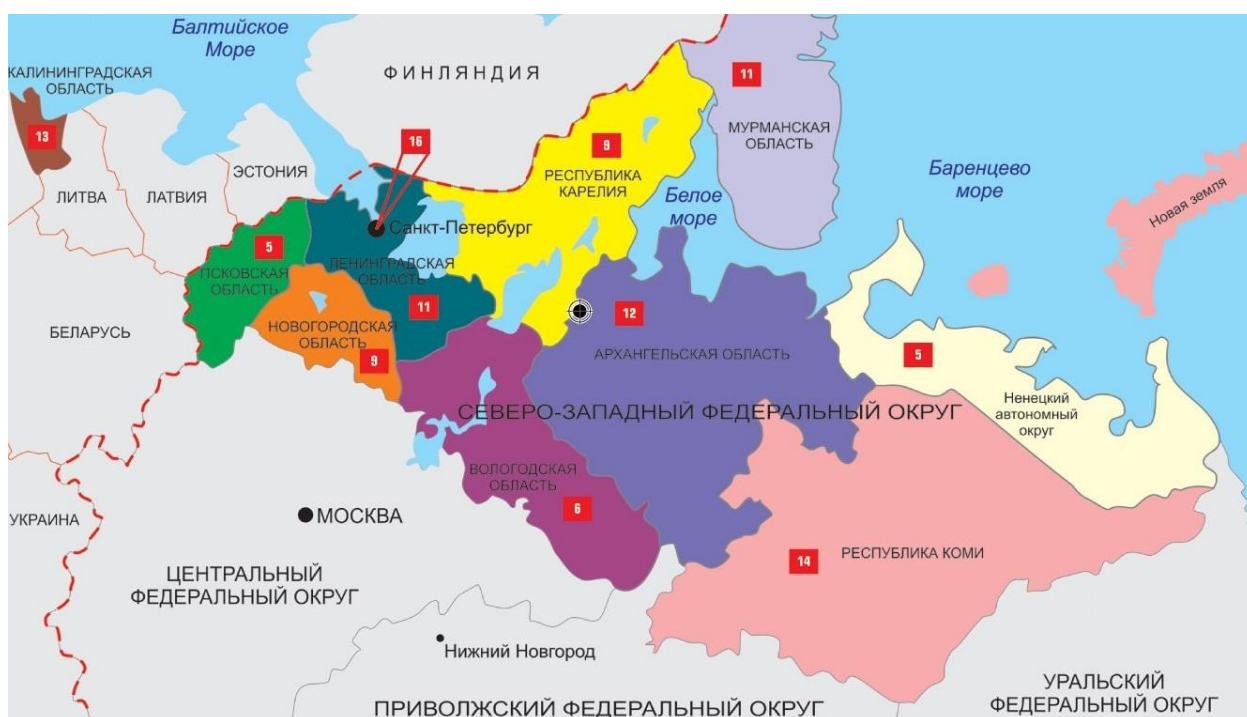 Балтийское
Море
КАЛИНИНГРАДСКАЯ
ОБЛАСТЬ
ФИНЛЯНДИЯ
11
13
16
9
МУРМАНСКАЯ
ОБЛАСТЬ
ЭСТОНИЯ
РЕСПУБЛИКА
КАРЕЛИЯ
Баренцево
море
ЛИТВА
ЛАТВИЯ
Белое
море
Новая земля
Санкт-Петербург
5
ПСКОВСКАЯ
ОБЛАСТЬ
ЛЕНИНГРАДСКАЯ
ОБЛАСТЬ
11
12
БЕЛАРУСЬ
НОВОГОРОДСКАЯ
ОБЛАСТЬ
9
АРХАНГЕЛЬСКАЯ ОБЛАСТЬ
5
Ненецкий
автономный
округ
СЕВЕРО-ЗАПАДНЫЙ ФЕДЕРАЛЬНЫЙ ОКРУГ
ВОЛОГОДСКАЯ
ОБЛАСТЬ
6
УКРАИНА
МОСКВА
РЕСПУБЛИКА КОМИ
14
ЦЕНТРАЛЬНЫЙ
ФЕДЕРАЛЬНЫЙ ОКРУГ
Нижний Новгород
УРАЛЬСКИЙ
ФЕДЕРАЛЬНЫЙ ОКРУГ
ПРИВОЛЖСКИЙ ФЕДЕРАЛЬНЫЙ ОКРУГ